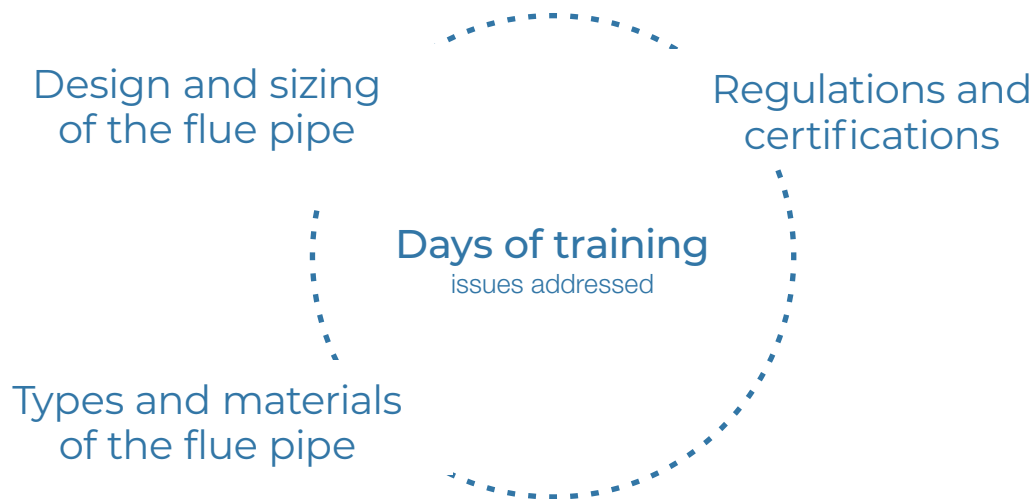 Design and sizing
of the flue pipe
Regulations and
certifications
Days of training
issues addressed
Types and materials
of the flue pipe